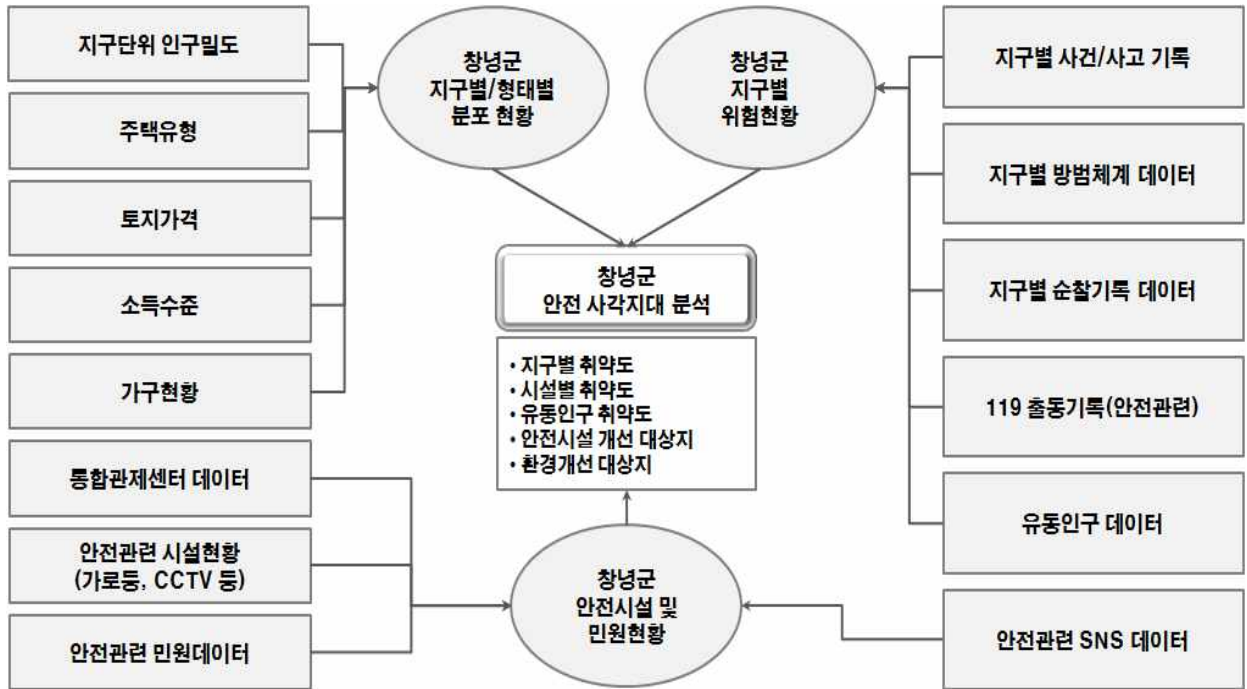 지구단위 인구밀도
주택유형
토지가격
소득수준
가구현황
통합관제센터 데이터
안전관련 시설현황
(가로등, CCTV 등)
안전관련 민원데이터
창녕군
지구별/형태별
분포 현황
창녕군
지구별
위험현황
창녕군
안전 사각지대 분석
• 지구별 취약도
• 시설별 취약도
• 유동인구 취약도
• 안전시설 개선 대상지
• 환경개선 대상지
창녕군
안전시설 및
민원현황
지구별 사건/사고 기록
지구별 방범체계 데이터
지구별 순찰기록 데이터
119 출동기록(안전관련)
유동인구 데이터
안전관련 SNS 데이터